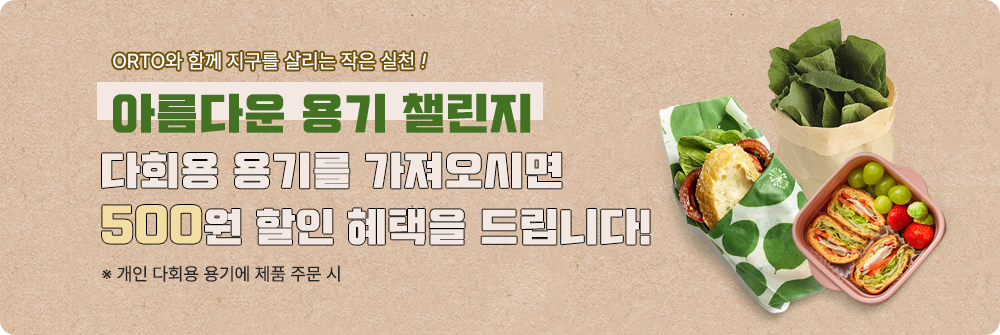 ORTO와 함께 지구를 살리는 작은 실천 !
아름다운 용기 챌린지
다회용 용기를 가져오시면
500원 할인 혜택을 드립니다!
※ 개인 다회용 용기에 제품 주문 시